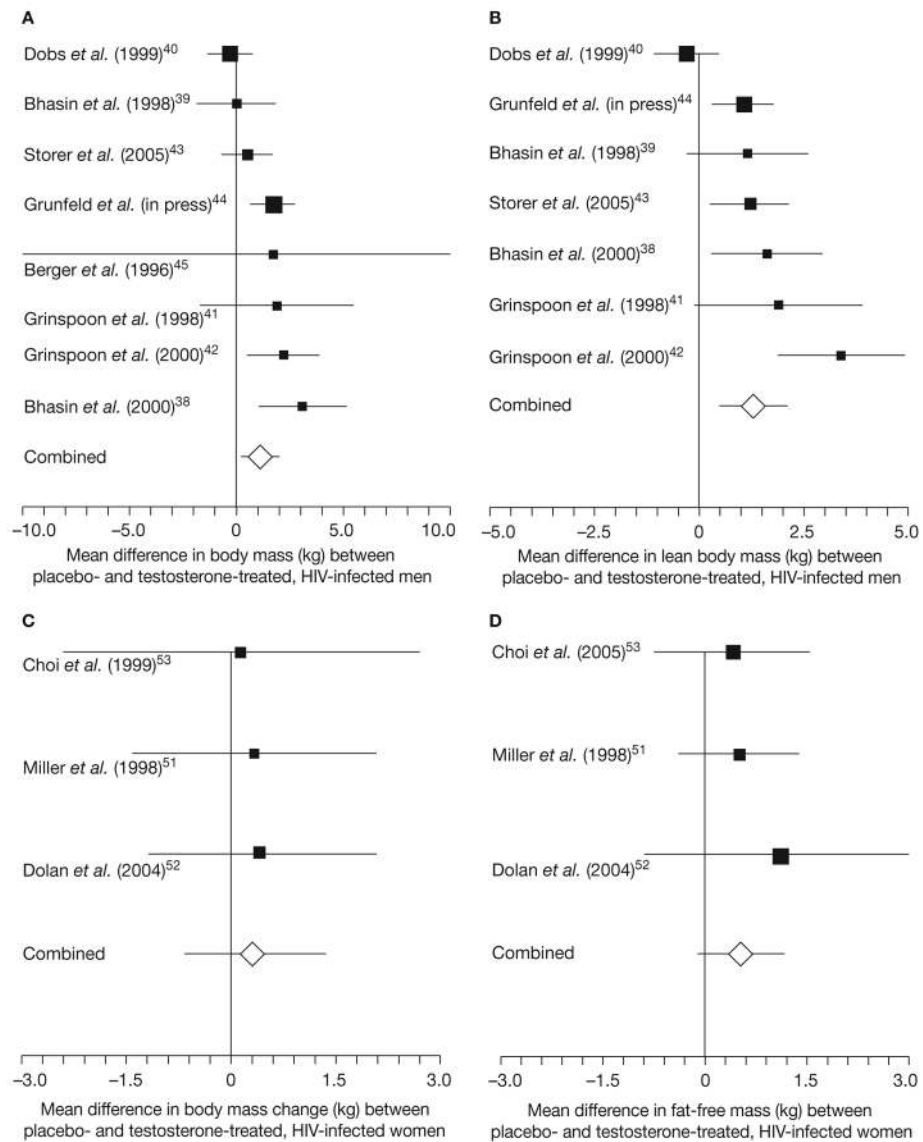 A
Dobs et al. (1999)40
Bhasin et al. (1998)39
Storer et al. (2005)43
Grunfeld et al. (in press)44
Berger et al. (1996)45
Grinspoon et al. (1998)41
Grinspoon et al. (2000)42
Bhasin et al. (2000)38
Combined
–10.0 –5.0 0 5.0 10.0
Mean difference in body mass (kg) between
placebo- and testosterone-treated, HIV-infected men
B
Dobs et al. (1999)40
Grunfeld et al. (in press)44
Bhasin et al. (1998)39
Storer et al. (2005)43
Bhasin et al. (2000)38
Grinspoon et al. (1998)41
Grinspoon et al. (2000)42
Combined
–5.0 –2.5 0 2.5 5.0
Mean difference in lean body mass (kg) between
placebo- and testosterone-treated, HIV-infected men
C
Choi et al. (1999)53
Miller et al. (1998)51
Dolan et al. (2004)52
Combined
–3.0 –1.5 0 1.5 3.0
Mean difference in body mass change (kg) between
placebo- and testosterone-treated, HIV-infected women
D
Choi et al. (2005)53
Miller et al. (1998)51
Dolan et al. (2004)52
Combined
–3.0 –1.5 0 1.5 3.0
Mean difference in fat-free mass (kg) between
placebo- and testosterone-treated, HIV-infected women